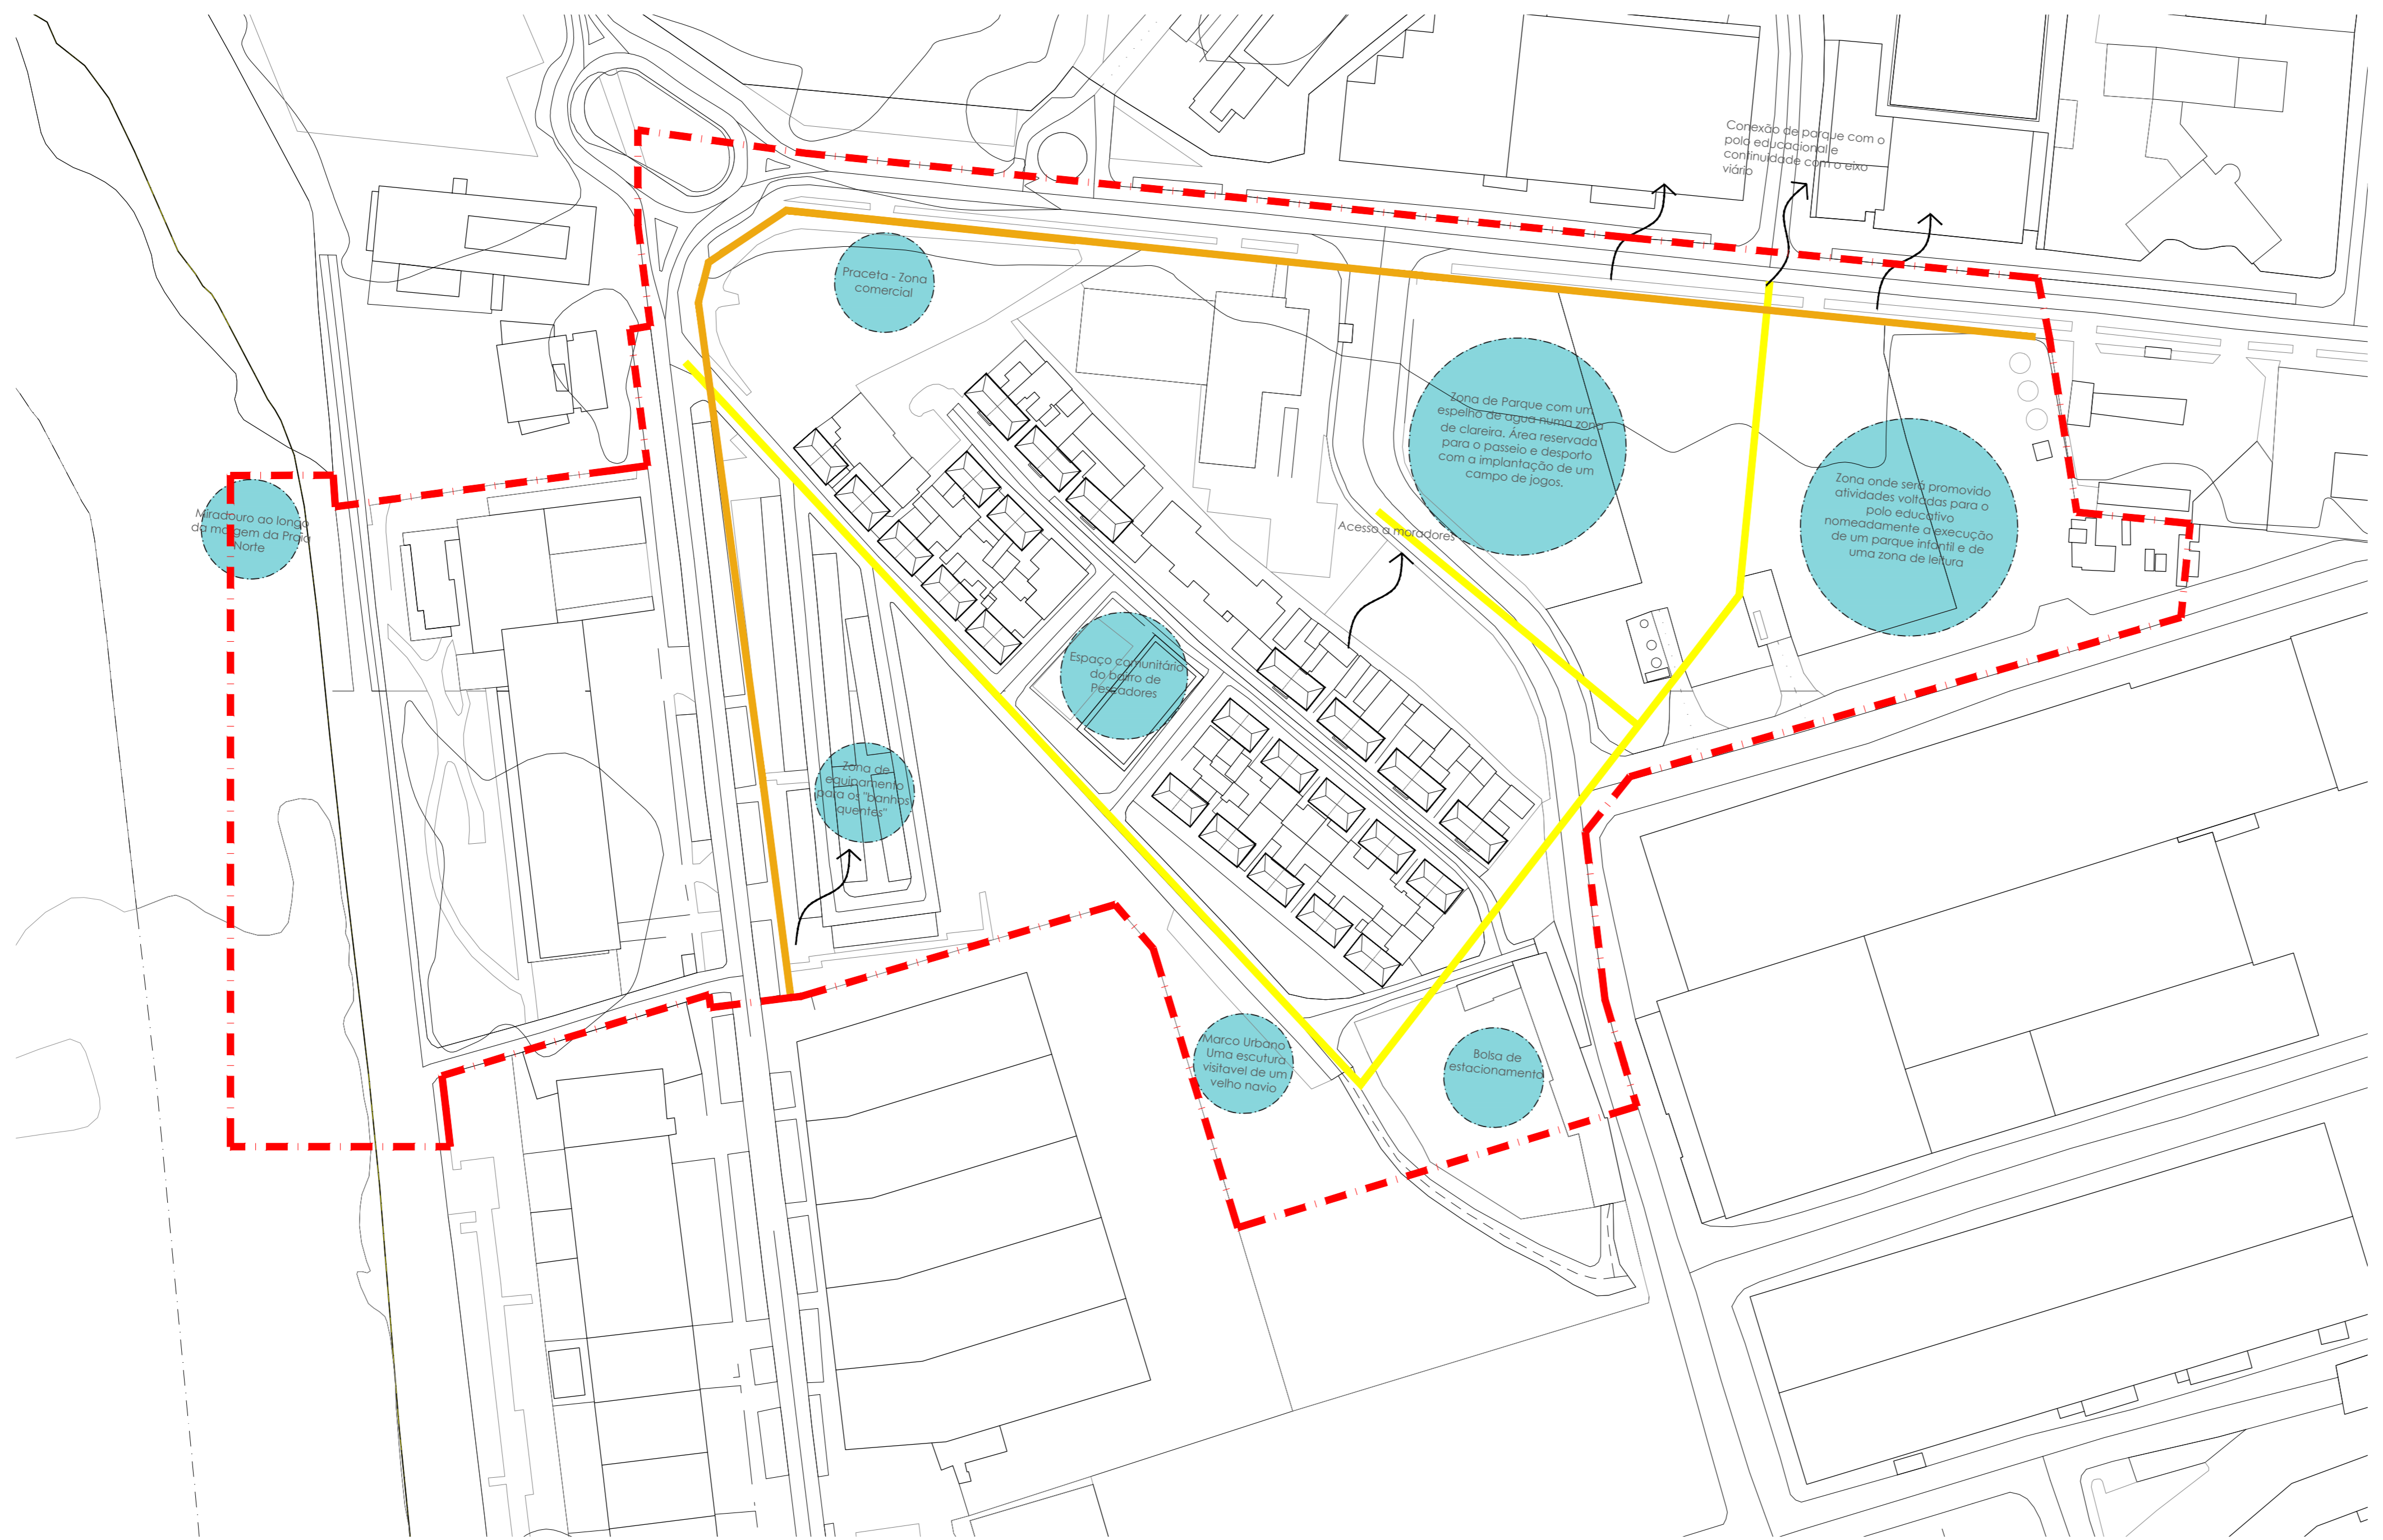 Conexão de parque com o
polo educacional e
continuidade com o eixo
viário
Praceta - Zona
comercial
Zona de Parque com um
espelho de água numa zona
de clareira. Área reservada
para o passeio e desporto
com a implantação de um
campo de jogos.
Zona onde será promovido
atividades voltadas para o
polo educativo
nomeadamente a execução
de um parque infantil e de
uma zona de leitura
Miradouro ao longo
da margem da Praia
Norte
Acesso a moradores
Espaço comunitário
do bairro de
Pescadores
Zona de
equipamento
para os "banhos
quentes"
Marco Urbano
Uma escutura
visitavel de um
velho navio
Bolsa de
estacionamento